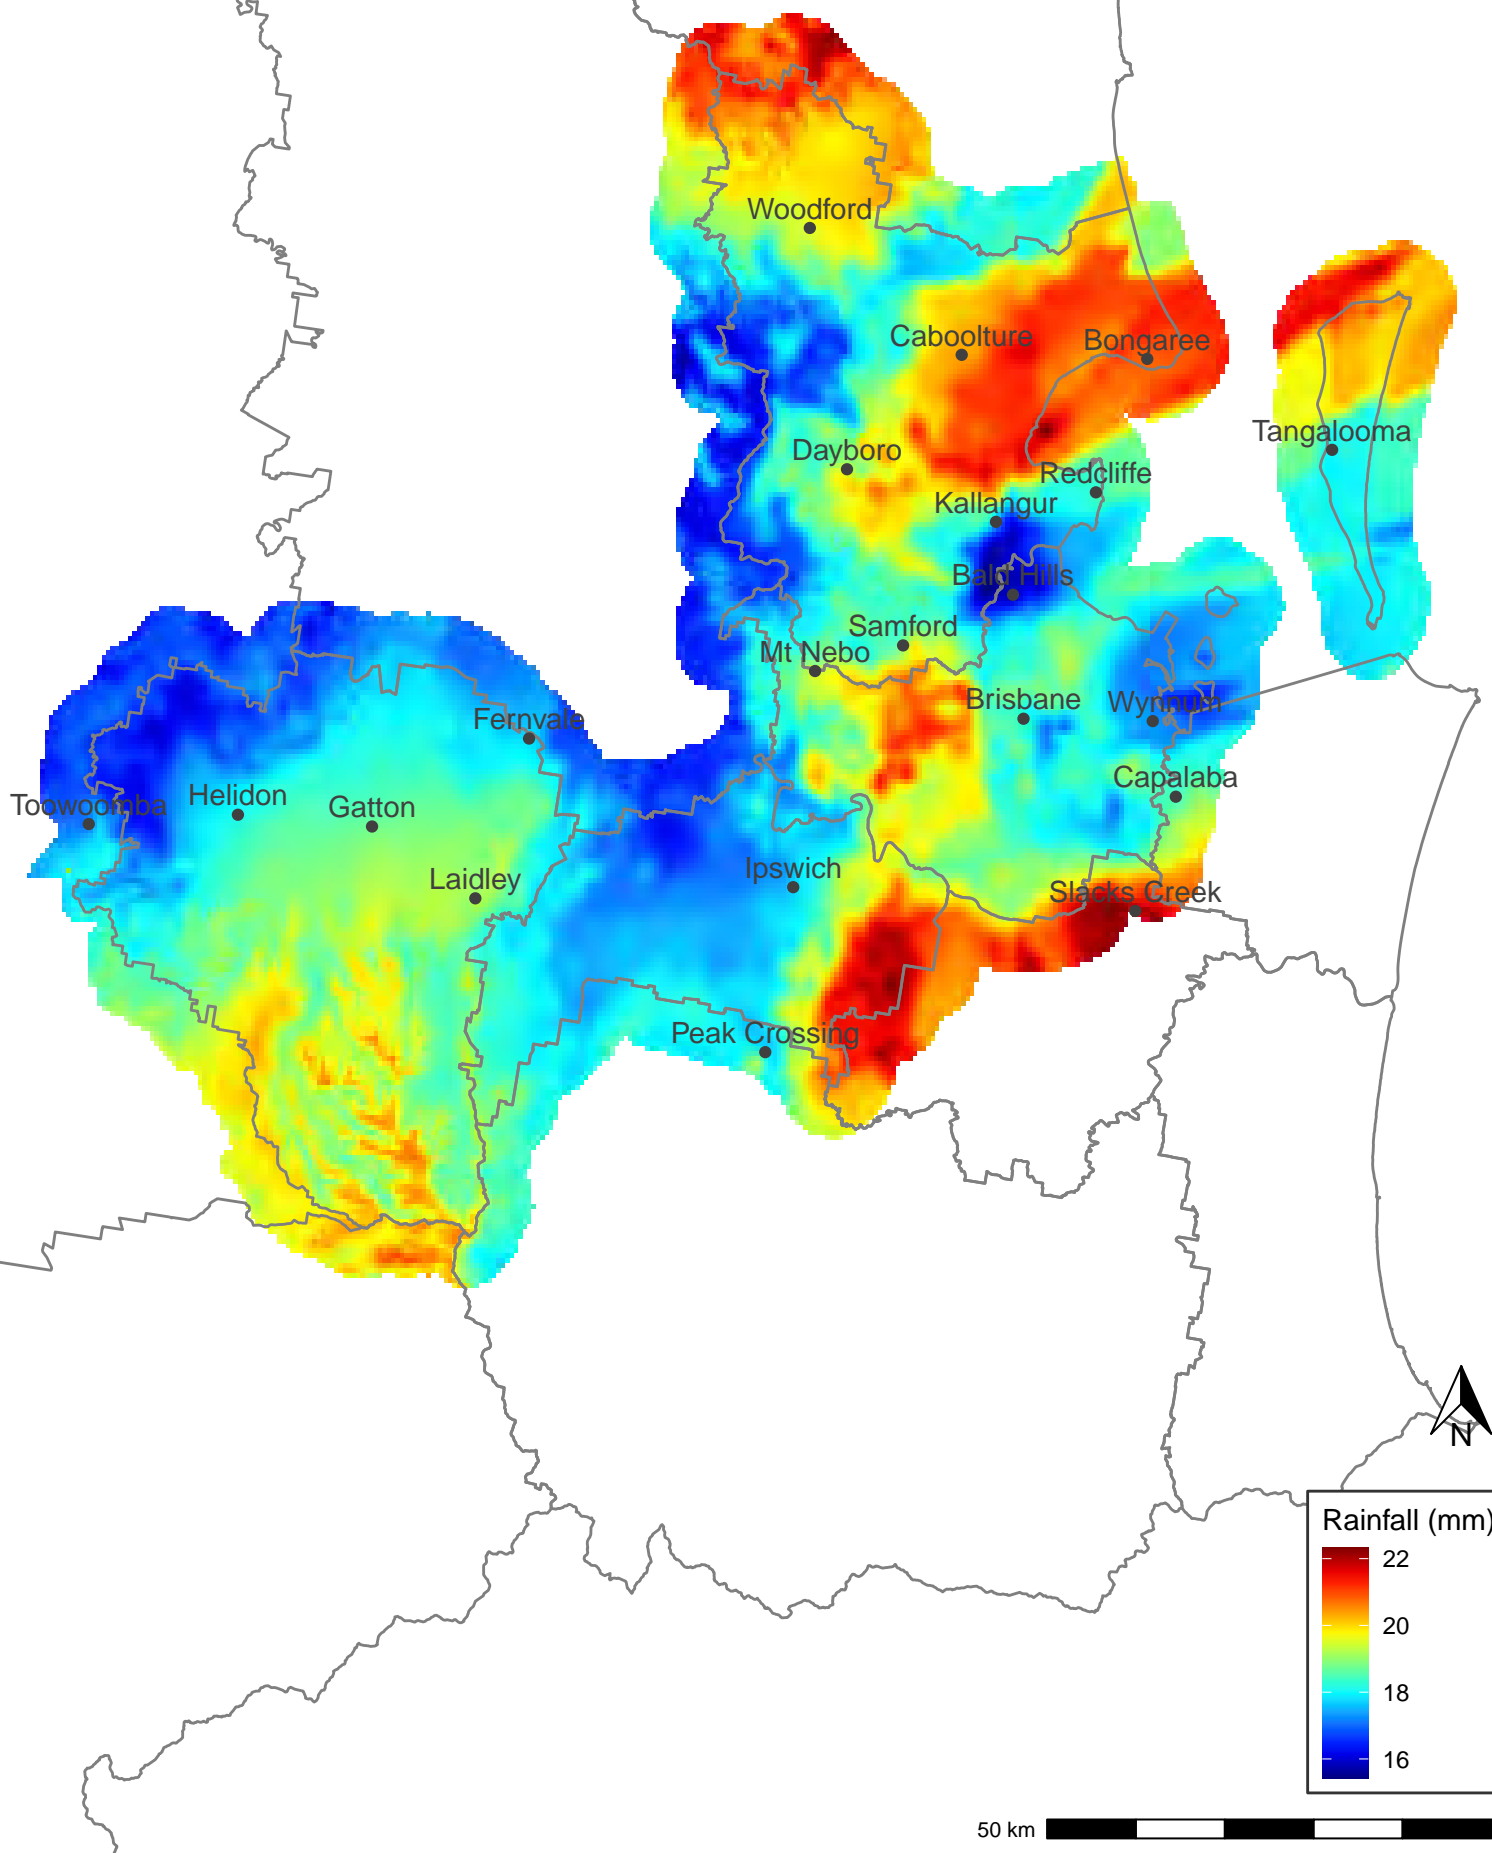 Woodford
Caboolture
Bongaree
Tangalooma
Dayboro
Redcliffe
Kallangur
Bald Hills
Samford
Mt Nebo
Brisbane
Wynnum
Fernvale
Capalaba
Toowoomba
Helidon
Gatton
Ipswich
Laidley
Slacks Creek
Peak Crossing
N
Rainfall (mm)
22
20
18
16
50 km